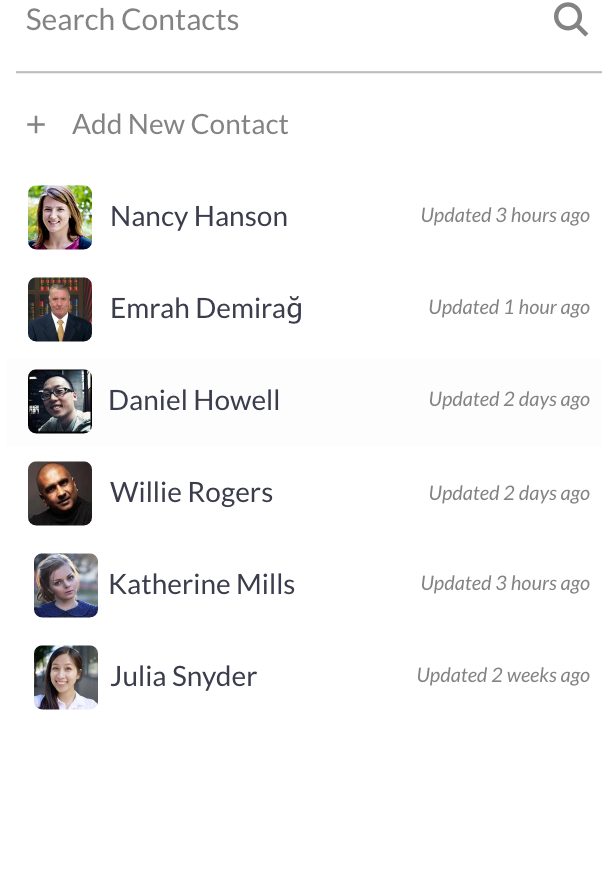 Search Contacts
+ Add New Contact
Nancy Hanson Updated 3 hours ago
Emrah Demirağ Updated 1 hour ago
Daniel Howell Updated 2 days ago
Willie Rogers Updated 2 days ago
Katherine Mills Updated 3 hours ago
Julia Snyder Updated 2 weeks ago